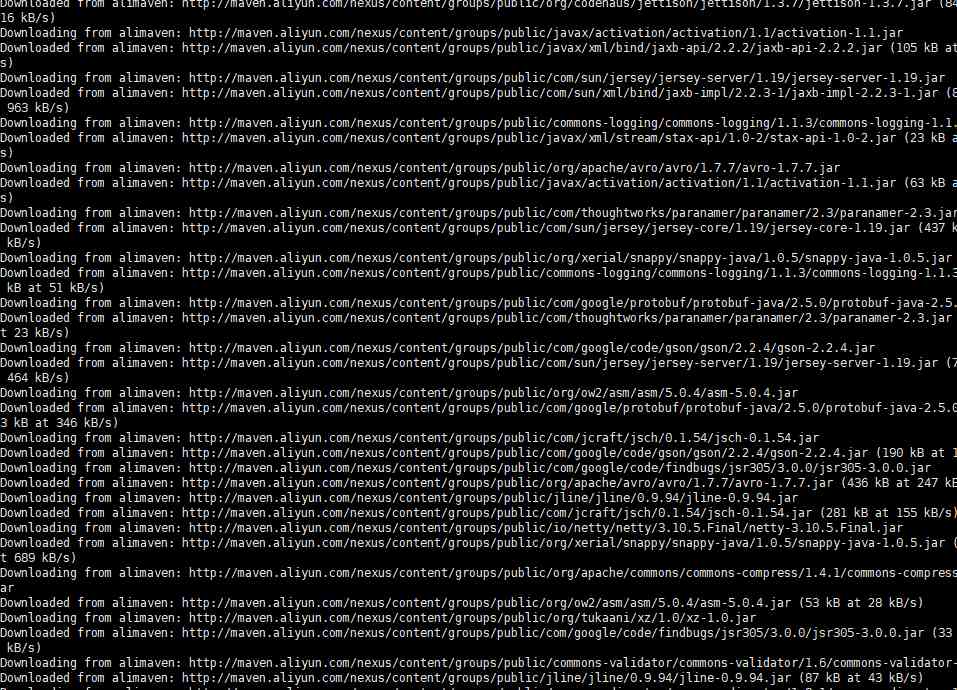 Downloaded from alimaven: http://maven.aliyun.com/nexus/content/groups/public/org/codehaus/jettison/jettison/1.3.7/jettison-1.3.7.jar (84
16 kB/s)
Downloading from alimaven: http://maven.aliyun.com/nexus/content/groups/public/javax/activation/activation/1.1/activation-1.1.jar
Downloaded from alimaven: http://maven.aliyun.com/nexus/content/groups/public/javax/xml/bind/jaxb-api/2.2.2/jaxb-api-2.2.2.jar (105 kB at
s)
Downloading from alimaven: http://maven.aliyun.com/nexus/content/groups/public/com/sun/jersey/jersey-server/1.19/jersey-server-1.19.jar
Downloaded from alimaven: http://maven.aliyun.com/nexus/content/groups/public/com/sun/xml/bind/jaxb-impl/2.2.3-1/jaxb-impl-2.2.3-1.jar (8
963 kB/s)
Downloading from alimaven: http://maven.aliyun.com/nexus/content/groups/public/commons-logging/commons-logging/1.1.3/commons-logging-1.1.
Downloaded from alimaven: http://maven.aliyun.com/nexus/content/groups/public/javax/xml/stream/stax-api/1.0-2/stax-api-1.0-2.jar (23 kB a
s)
Downloading from alimaven: http://maven.aliyun.com/nexus/content/groups/public/org/apache/avro/avro/1.7.7/avro-1.7.7.jar
Downloaded from alimaven: http://maven.aliyun.com/nexus/content/groups/public/javax/activation/activation/1.1/activation-1.1.jar (63 kB a
s)
Downloading from alimaven: http://maven.aliyun.com/nexus/content/groups/public/com/thoughtworks/paranamer/paranamer/2.3/paranamer-2.3.jar
Downloaded from alimaven: http://maven.aliyun.com/nexus/content/groups/public/com/sun/jersey/jersey-core/1.19/jersey-core-1.19.jar (437 k
kB/s)
Downloading from alimaven: http://maven.aliyun.com/nexus/content/groups/public/org/xerial/snappy/snappy-java/1.0.5/snappy-java-1.0.5.jar
Downloaded from alimaven: http://maven.aliyun.com/nexus/content/groups/public/commons-logging/commons-logging/1.1.3/commons-logging-1.1.3
kB at 51 kB/s)
Downloading from alimaven: http://maven.aliyun.com/nexus/content/groups/public/com/google/protobuf/protobuf-java/2.5.0/protobuf-java-2.5.
Downloaded from alimaven: http://maven.aliyun.com/nexus/content/groups/public/com/thoughtworks/paranamer/paranamer/2.3/paranamer-2.3.jar
t 23 kB/s)
Downloading from alimaven: http://maven.aliyun.com/nexus/content/groups/public/com/google/code/gson/gson/2.2.4/gson-2.2.4.jar
Downloaded from alimaven: http://maven.aliyun.com/nexus/content/groups/public/com/sun/jersey/jersey-server/1.19/jersey-server-1.19.jar (7
464 kB/s)
Downloading from alimaven: http://maven.aliyun.com/nexus/content/groups/public/org/ow2/asm/asm/5.0.4/asm-5.0.4.jar
Downloaded from alimaven: http://maven.aliyun.com/nexus/content/groups/public/com/google/protobuf/protobuf-java/2.5.0/protobuf-java-2.5.0
3 kB at 346 kB/s)
Downloading from alimaven: http://maven.aliyun.com/nexus/content/groups/public/com/jcraft/jsch/0.1.54/jsch-0.1.54.jar
Downloaded from alimaven: http://maven.aliyun.com/nexus/content/groups/public/com/google/code/gson/gson/2.2.4/gson-2.2.4.jar (190 kB at 1
Downloading from alimaven: http://maven.aliyun.com/nexus/content/groups/public/com/google/code/findbugs/jsr305/3.0.0/jsr305-3.0.0.jar
Downloaded from alimaven: http://maven.aliyun.com/nexus/content/groups/public/org/apache/avro/avro/1.7.7/avro-1.7.7.jar (436 kB at 247 kB
Downloading from alimaven: http://maven.aliyun.com/nexus/content/groups/public/jline/jline/0.9.94/jline-0.9.94.jar
Downloaded from alimaven: http://maven.aliyun.com/nexus/content/groups/public/com/jcraft/jsch/0.1.54/jsch-0.1.54.jar (281 kB at 155 kB/s)
Downloading from alimaven: http://maven.aliyun.com/nexus/content/groups/public/io/netty/netty/3.10.5.Final/netty-3.10.5.Final.jar
Downloaded from alimaven: http://maven.aliyun.com/nexus/content/groups/public/org/xerial/snappy/snappy-java/1.0.5/snappy-java-1.0.5.jar (
t 689 kB/s)
Downloading from alimaven: http://maven.aliyun.com/nexus/content/groups/public/org/apache/commons/commons-compress/1.4.1/commons-compress
ar
Downloaded from alimaven: http://maven.aliyun.com/nexus/content/groups/public/org/ow2/asm/asm/5.0.4/asm-5.0.4.jar (53 kB at 28 kB/s)
Downloading from alimaven: http://maven.aliyun.com/nexus/content/groups/public/org/tukaani/xz/1.0/xz-1.0.jar
Downloaded from alimaven: http://maven.aliyun.com/nexus/content/groups/public/com/google/code/findbugs/jsr305/3.0.0/jsr305-3.0.0.jar (33
kB/s)
Downloading from alimaven: http://maven.aliyun.com/nexus/content/groups/public/commons-validator/commons-validator/1.6/commons-validator-
Downloaded from alimaven: http://maven.aliyun.com/nexus/content/groups/public/jline/jline/0.9.94/jline-0.9.94.jar (87 kB at 43 kB/s)